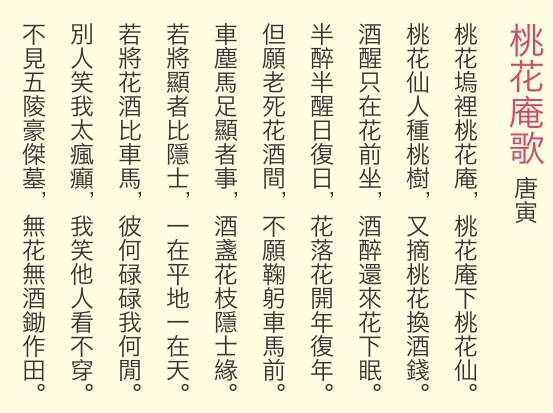 桃花庵歌 唐寅
桃花塢裡桃花庵，桃花庵下桃花仙。
桃花仙人種桃樹，又摘桃花換酒錢。
酒醒只在花前坐，酒醉還來花下眠。
半醉半醒日復日，花落花開年復年。
但願老死花酒間，不願鞠躬車馬前。
車塵馬足顯者事，酒盞花枝隱士緣。
若將顯者比隱士，一在平地一在天。
若將花酒比車馬，彼何碌碌我何閒。
別人笑我太瘋癲，我笑他人看不穿。
不見五陵豪傑墓，無花無酒鋤作田。